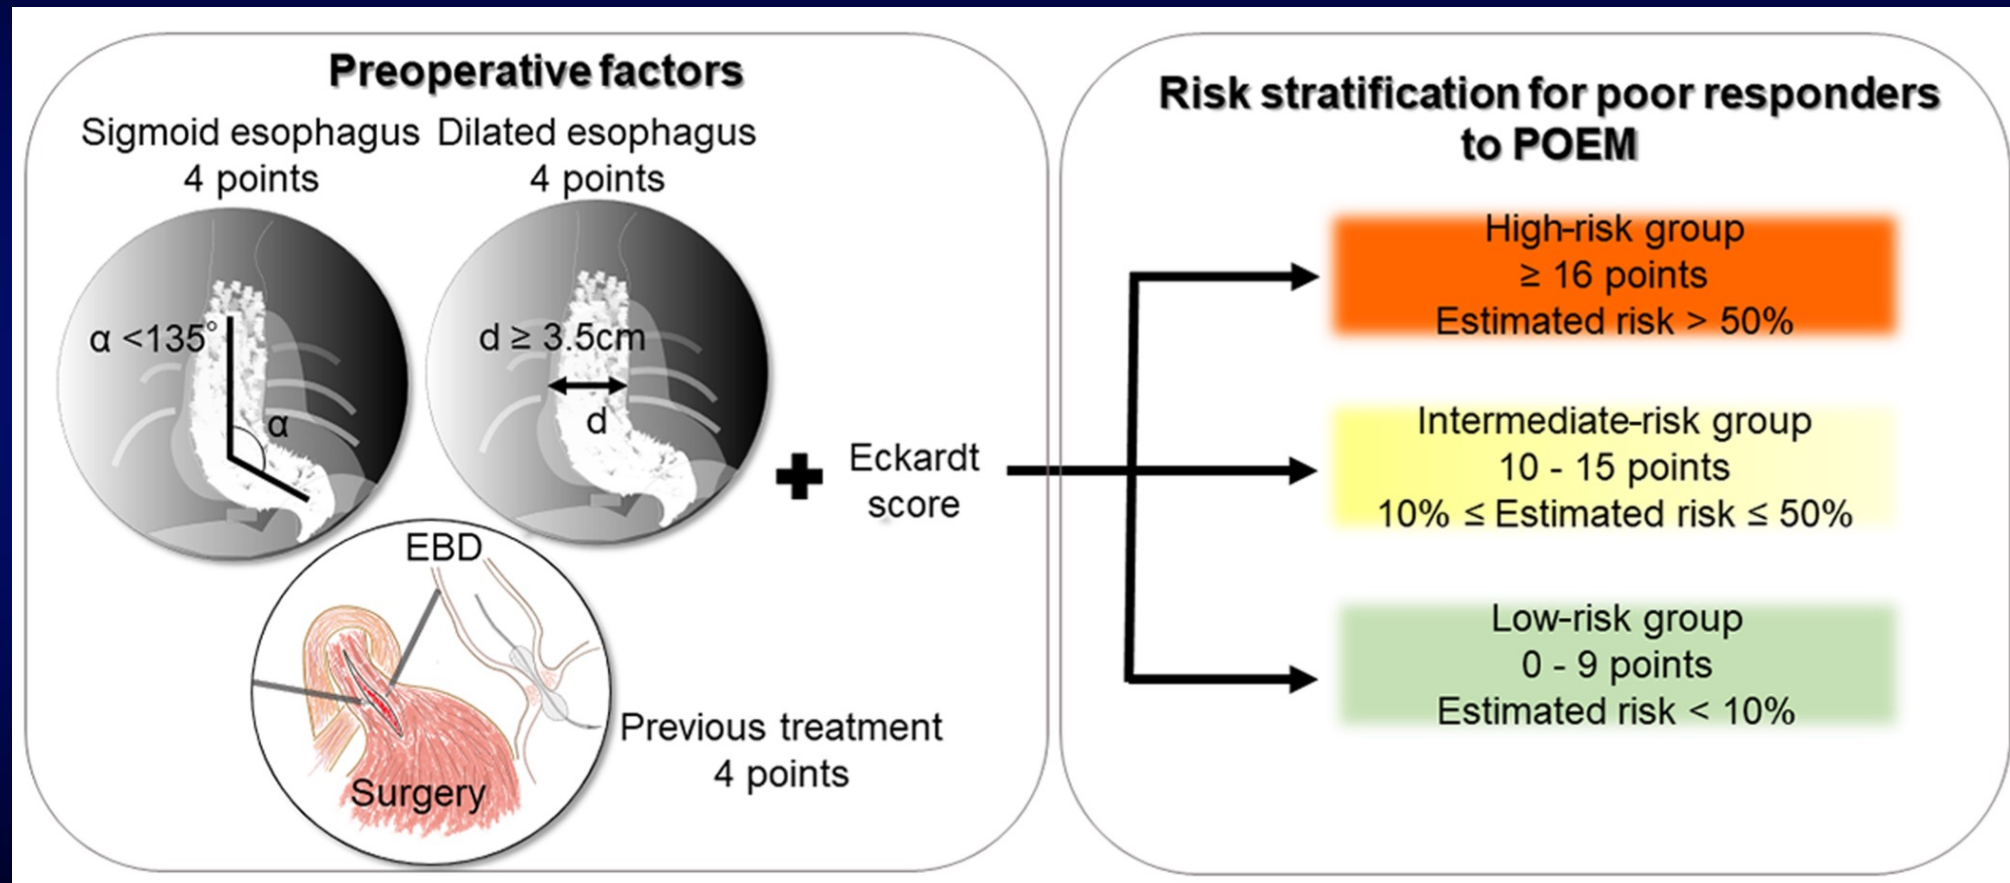 Preoperative factors
Sigmoid esophagus
4 points
Dilated esophagus
4 points
α <135°
α
d ≥ 3.5cm
d
EBD
Surgery
Previous treatment
4 points
Eckardt
score
Risk stratification for poor responders
to POEM
High-risk group
≥ 16 points
Estimated risk > 50%
Intermediate-risk group
10 - 15 points
10% ≤ Estimated risk ≤ 50%
Low-risk group
0 - 9 points
Estimated risk < 10%